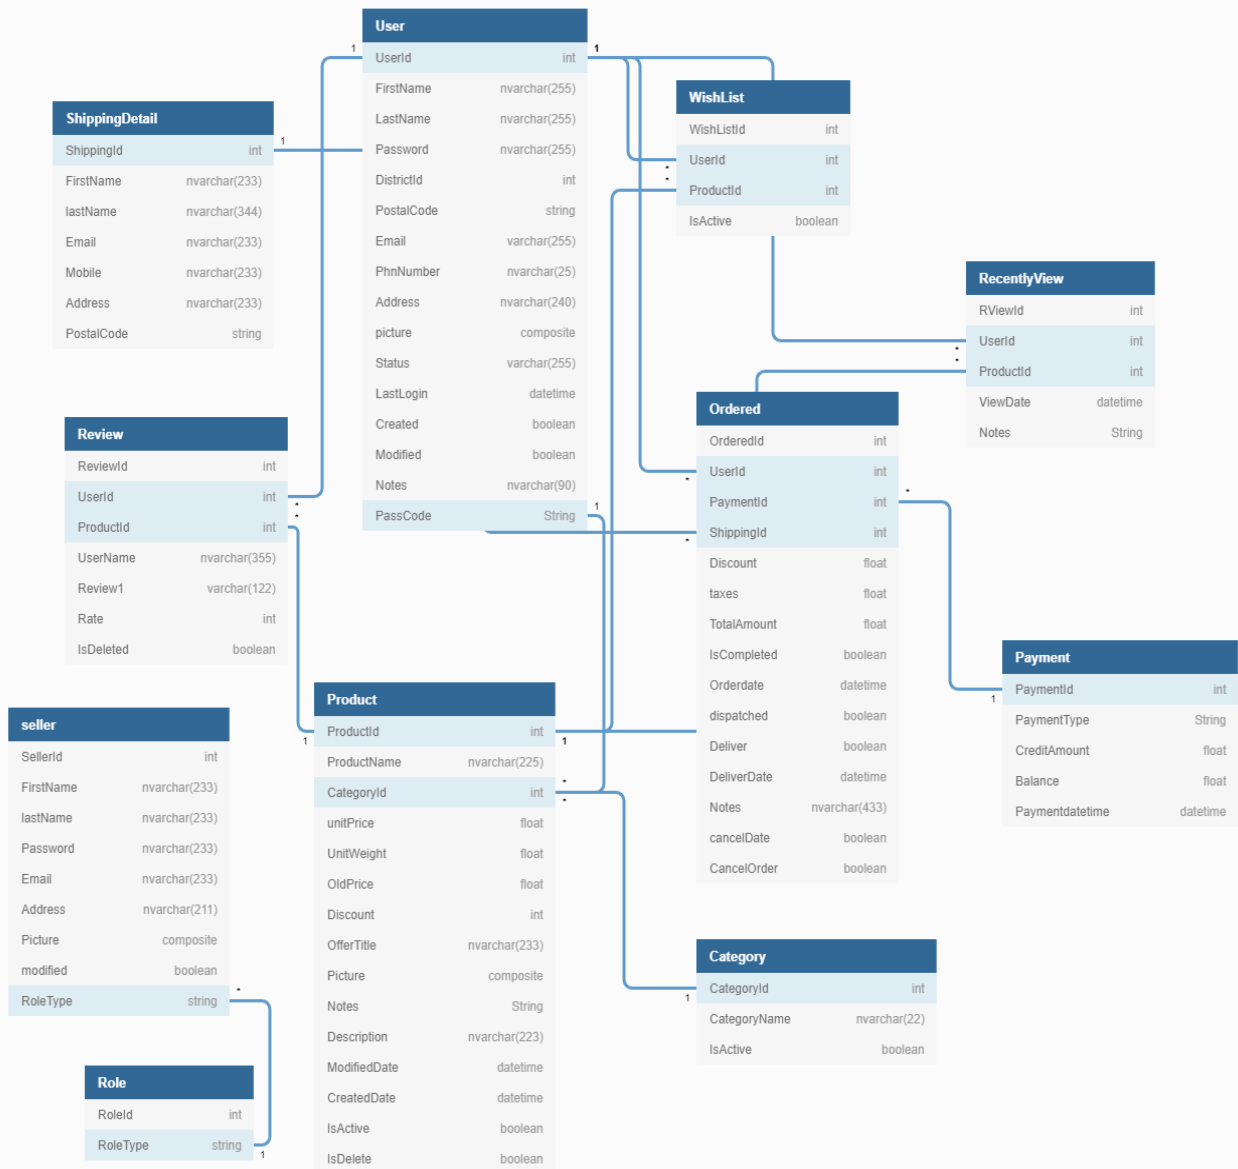 User
UserId int
FirstName nvarchar(255)
LastName nvarchar(255)
Password nvarchar(255)
DistrictId int
PostalCode string
Email varchar(255)
PhnNumber nvarchar(25)
Address nvarchar(240)
picture composite
Status varchar(255)
LastLogin datetime
Created boolean
Modified boolean
Notes nvarchar(90)
PassCode String
1
1
1
ShippingDetail
ShippingId int
FirstName nvarchar(233)
lastName nvarchar(344)
Email nvarchar(233)
Mobile nvarchar(233)
Address nvarchar(233)
PostalCode string
1
WishList
WishListId int
UserId int
ProductId int
IsActive boolean
*
*
RecentlyView
RViewId int
UserId int
ProductId int
ViewDate datetime
Notes String
*
*
Review
ReviewId int
UserId int
ProductId int
UserName nvarchar(355)
Review1 varchar(122)
Rate int
IsDeleted boolean
*
*
Ordered
OrderedId int
UserId int
PaymentId int
ShippingId int
Discount float
taxes float
TotalAmount float
IsCompleted boolean
Orderdate datetime
dispatched boolean
Deliver boolean
DeliverDate datetime
Notes nvarchar(433)
cancelDate boolean
CancelOrder boolean
*
*
*
Payment
PaymentId int
PaymentType String
CreditAmount float
Balance float
Paymentdatetime datetime
1
seller
SellerId int
FirstName nvarchar(233)
lastName nvarchar(233)
Password nvarchar(233)
Email nvarchar(233)
Address nvarchar(211)
Picture composite
modified boolean
RoleType string
*
Product
ProductId int
ProductName nvarchar(225)
CategoryId int
unitPrice float
UnitWeight float
OldPrice float
Discount int
OfferTitle nvarchar(233)
Picture composite
Notes String
Description nvarchar(223)
ModifiedDate datetime
CreatedDate datetime
IsActive boolean
IsDelete boolean
1
1
*
*
Category
CategoryId int
CategoryName nvarchar(22)
IsActive boolean
1
Role
RoleId int
RoleType string
1